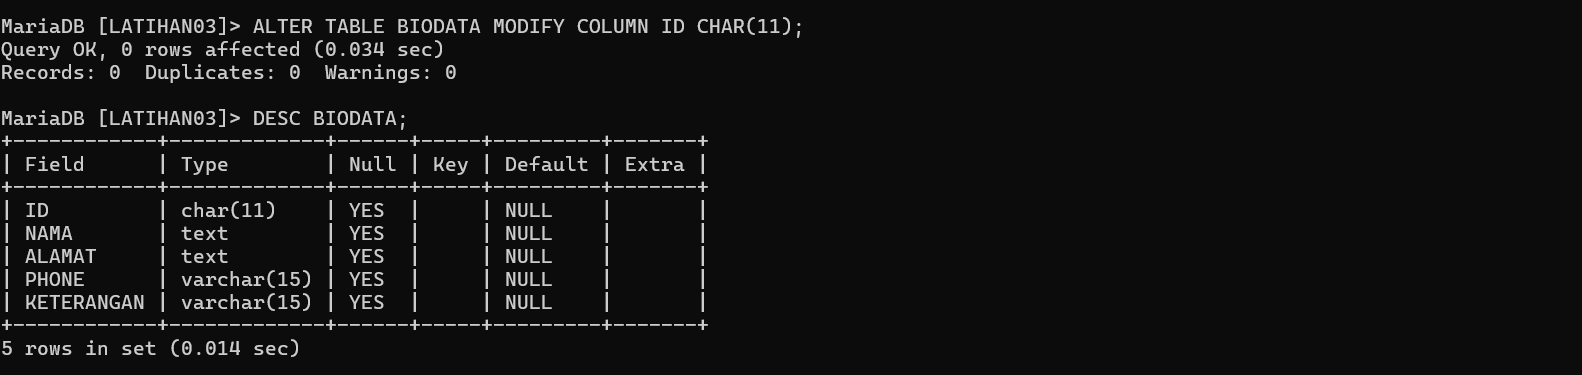 MariaDB [LATIHAN03]> ALTER TABLE BIODATA MODIFY COLUMN ID CHAR(11);
Query OK, 0 rows affected (0.034 sec)
Records: 0  Duplicates: 0  Warnings: 0

MariaDB [LATIHAN03]> DESC BIODATA;
+------------+-------------+------+-----+---------+-------+
| Field      | Type        | Null | Key | Default | Extra |
+------------+-------------+------+-----+---------+-------+
| ID         | char(11)    | YES  |     | NULL    |       |
| NAMA       | text        | YES  |     | NULL    |       |
| ALAMAT     | text        | YES  |     | NULL    |       |
| PHONE      | varchar(15) | YES  |     | NULL    |       |
| KETERANGAN | varchar(15) | YES  |     | NULL    |       |
+------------+-------------+------+-----+---------+-------+
5 rows in set (0.014 sec)